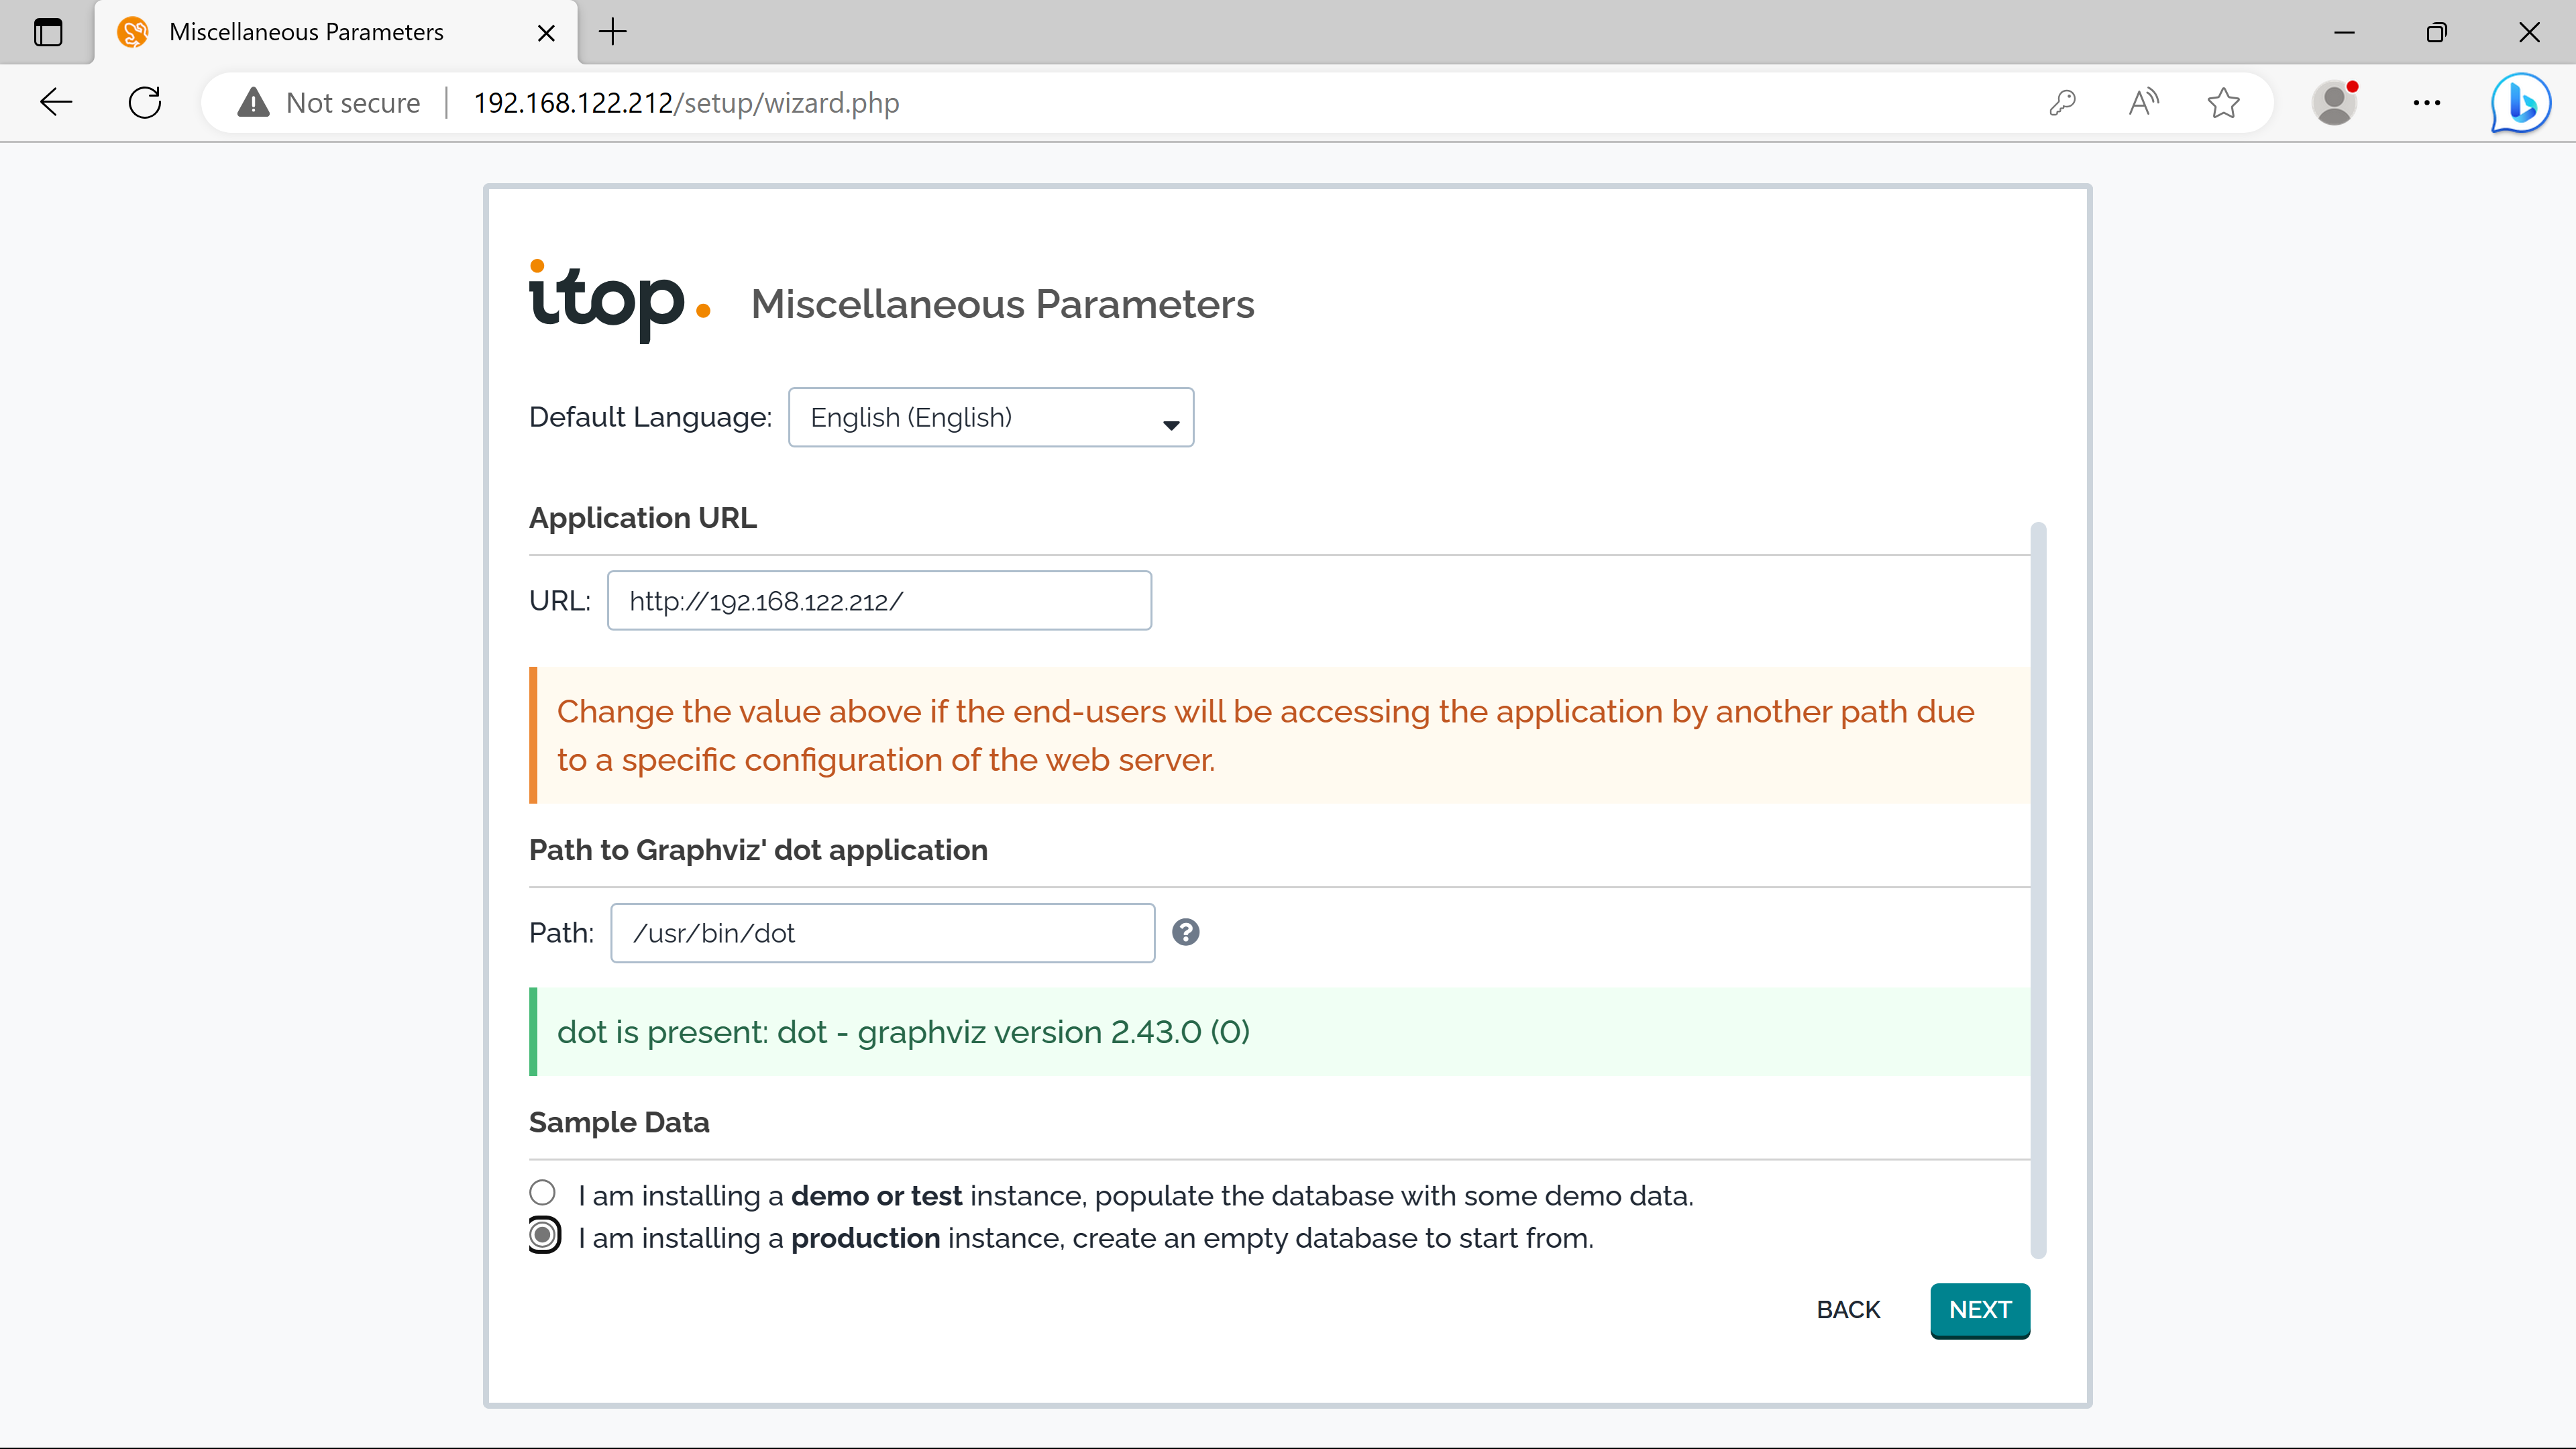 Miscellaneous Parameters
Not secure
192.168.122.212/setup/wizard.php
itop. Miscellaneous Parameters
Default Language: English (English)
Application URL
URL: http://192.168.122.212/
Change the value above if the end-users will be accessing the application by another path due
to a specific configuration of the web server.
Path to Graphviz' dot application
Path: /usr/bin/dot
dot is present: dot - graphviz version 2.43.0 (0)
Sample Data
I am installing a demo or test instance, populate the database with some demo data.
I am installing a production instance, create an empty database to start from.
BACK NEXT